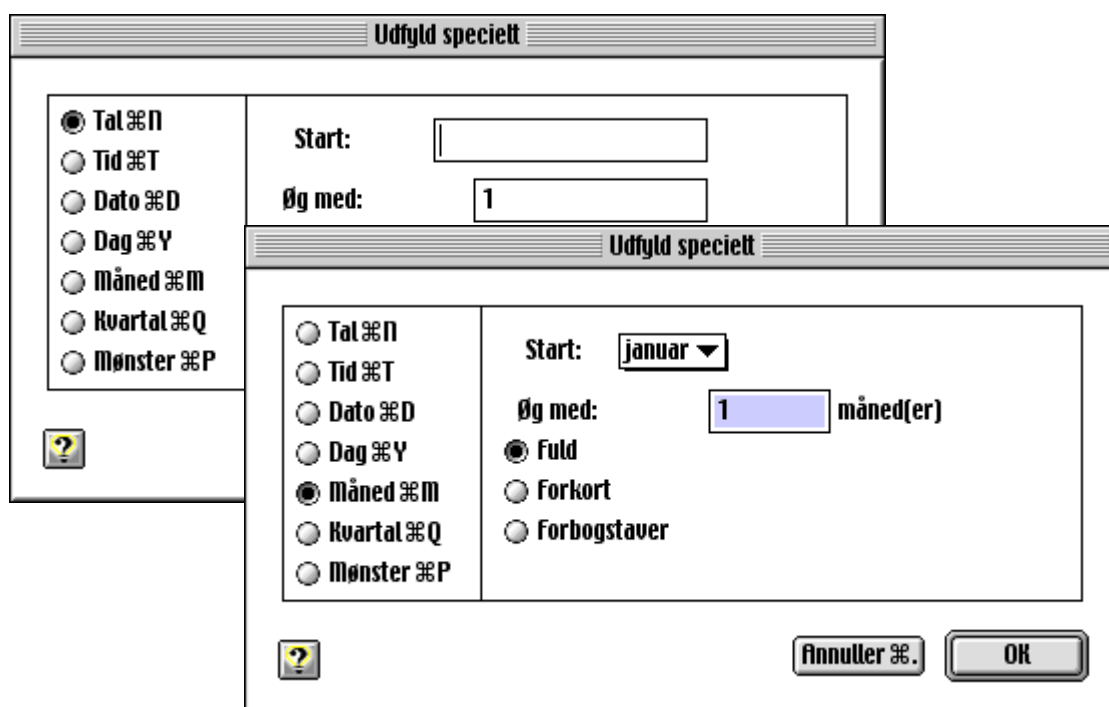 Udfyld specielt
Tal ⌘N
Tid ⌘T
Dato ⌘D
Dag ⌘Y
Måned ⌘M
Kvartal ⌘Q
Mønster ⌘P
Start:
Øg med: 1
?
Udfyld specielt
Tal ⌘N
Tid ⌘T
Dato ⌘D
Dag ⌘Y
Måned ⌘M
Kvartal ⌘Q
Mønster ⌘P
Start: januar
Øg med: 1 måned(er)
Fuld
Forkort
Forbogstaver
?
Annuller ⌘.
OK